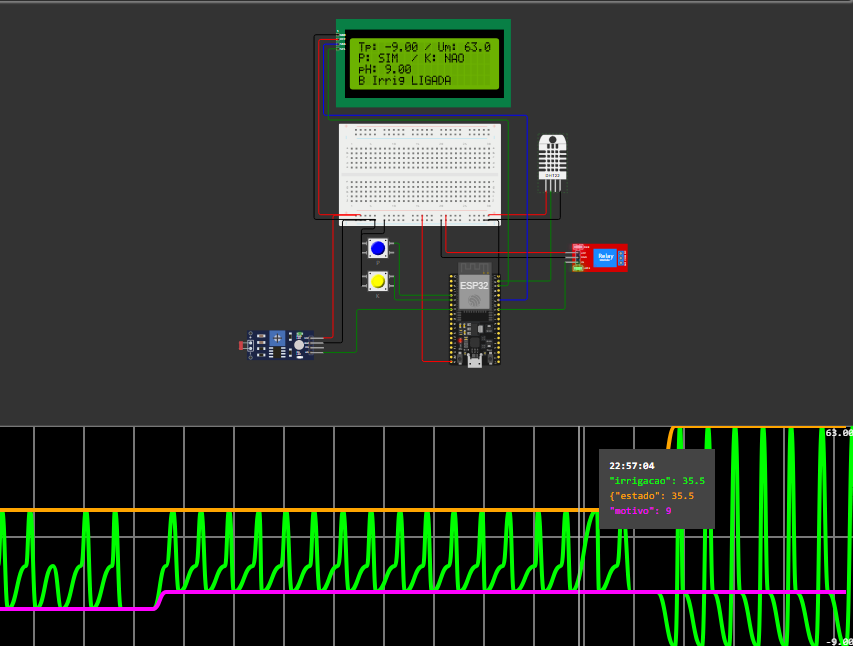 Tp: -9.00 / Um: 63.0
P: SIM / K: NAO
pH: 9.00
B Irrig LIGADA
DHT22
Relay
ESP32
63.00
22:57:04
"irrigacao": 35.5
{"estado": 35.5
"motivo": 9
-9.00